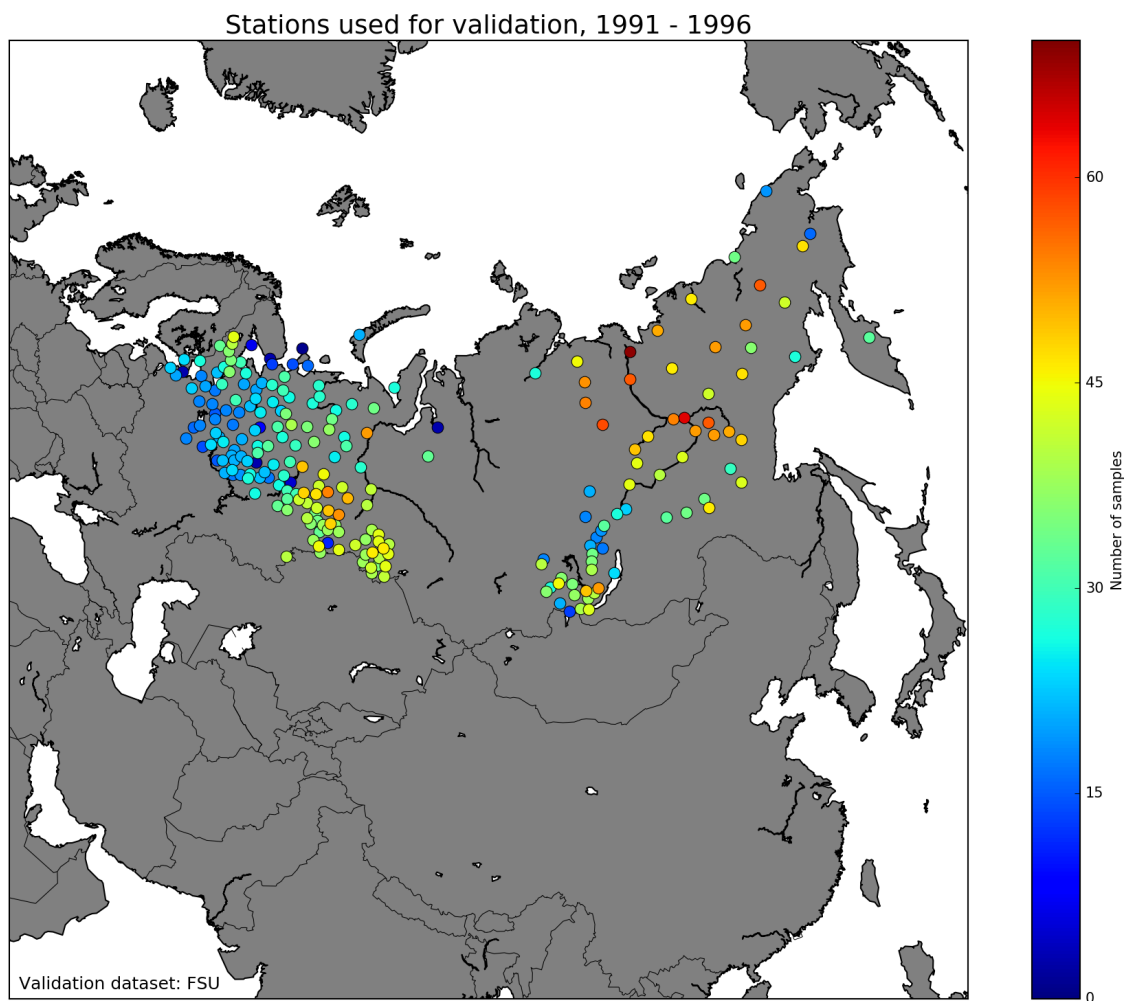 Stations used for validation, 1991 - 1996
60
45
30
15
0
Number of samples
Validation dataset: FSU